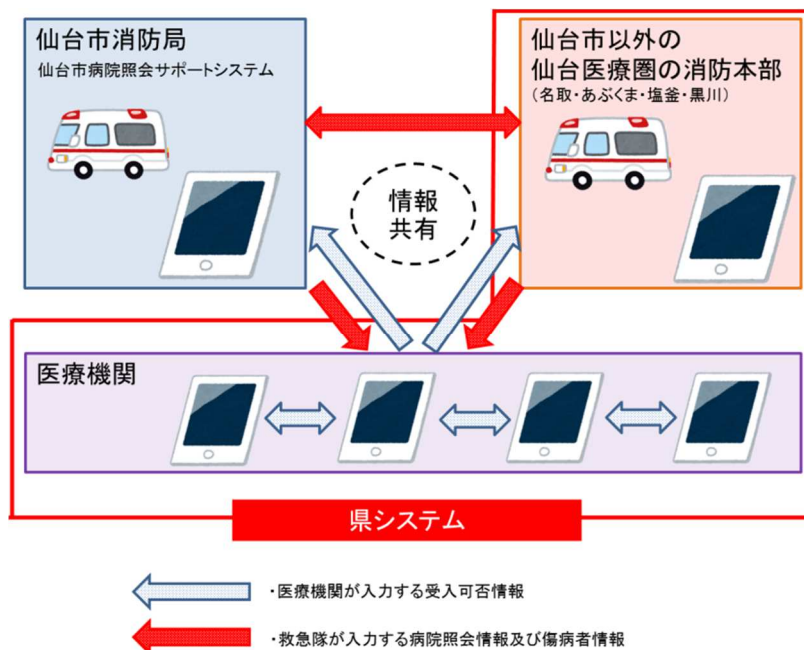 仙台市消防局
仙台市病院照会サポートシステム
仙台市以外の
仙台医療圏の消防本部
（名取・あぶくま・塩釜・黒川）
情報
共有
医療機関
県システム
・医療機関が入力する受入可否情報
・救急隊が入力する病院照会情報及び傷病者情報